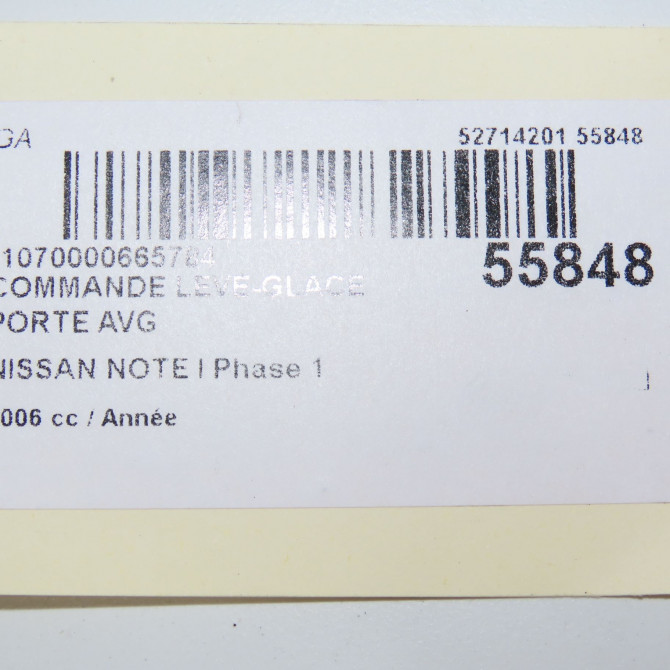 GA 52714201 55848
1070000665784 55848
COMMANDE LEVE-GLACE
PORTE AVG
NISSAN NOTE I Phase 1
006 cc / Année